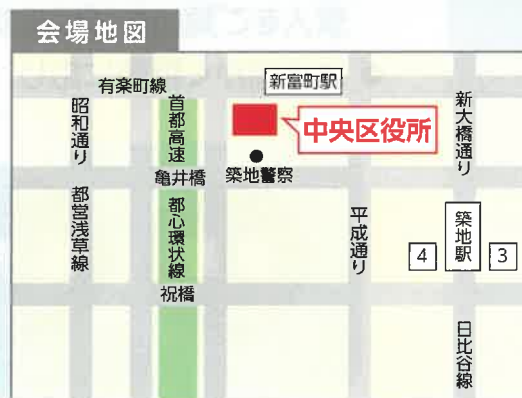 会場地図
有楽町線
新富町駅
昭和通り
首都高速
中央区役所
新大橋通り
築地警察
亀井橋
都営浅草線
都心環状線
平成通り
築地駅
4
3
祝橋
日比谷線